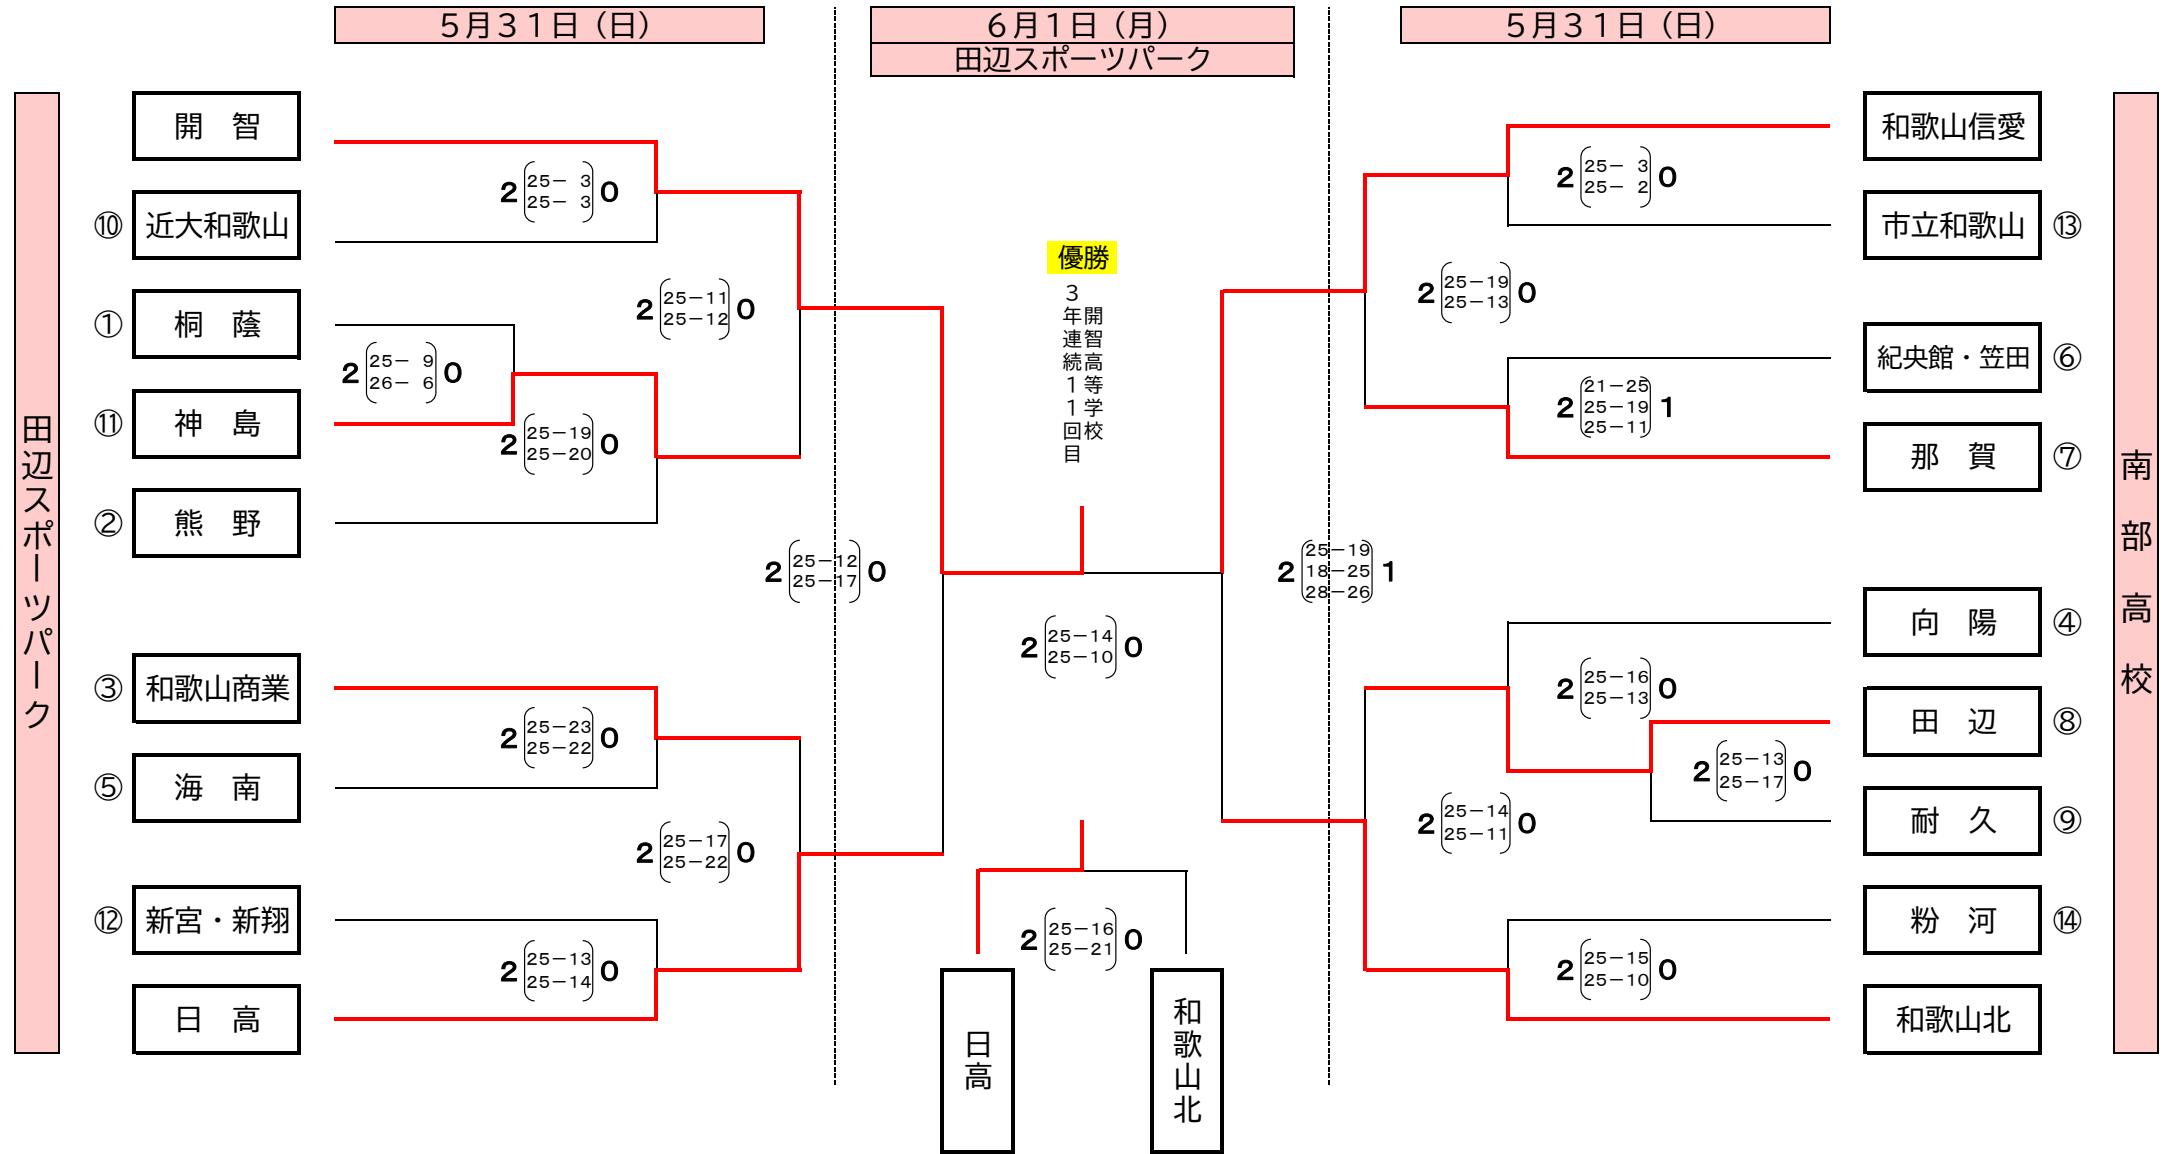 ５月３１日（日）
６月１日（月）
田辺スポーツパーク
５月３１日（日）
田辺スポーツパーク
開　智
⑩ 近大和歌山
① 桐　蔭
⑪ 神　島
② 熊　野
③ 和歌山商業
⑤ 海　南
⑫ 新宮・新翔
日　高
2 25－ 3 0
25－ 3
2 25－11 0
25－12
2 25－ 9 0
26－ 6
2 25－19 0
25－20
2 25－12 0
25－17
2 25－23 0
25－22
2 25－17 0
25－22
2 25－13 0
25－14
優勝
開智高等学校
３年連続１１回目
2 25－14 0
25－10
2 25－16 0
25－21
日高
和歌山北
2 25－ 3 0
25－ 2
2 25－19 0
25－13
2 21－25 1
25－19
25－11
2 25－19 1
18－25
28－26
2 25－16 0
25－13
2 25－13 0
25－17
2 25－14 0
25－11
2 25－15 0
25－10
和歌山信愛
市立和歌山 ⑬
紀央館・笠田 ⑥
那　賀 ⑦
向　陽 ④
田　辺 ⑧
耐　久 ⑨
粉　河 ⑭
和歌山北
南部高校